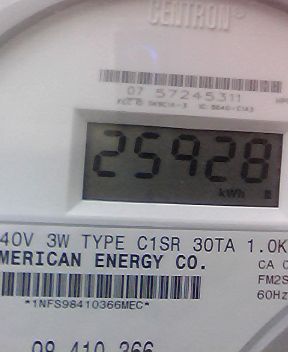 CENTRON®
07 57245311
25928
kWh
40V 3W TYPE C1SR 30TA 1.0K
MERICAN ENERGY CO.
CA 0
FM2S
60Hz
*1NFS98410366MEC*
98 410 366